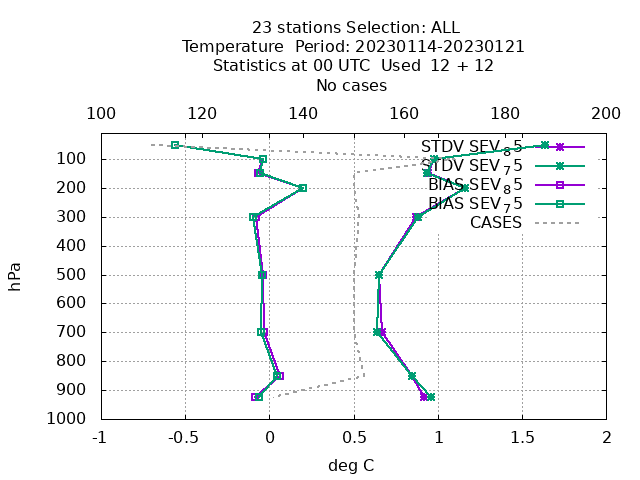 23 stations Selection: ALL
Temperature  Period: 20230114-20230121
Statistics at 00 UTC  Used  12 + 12
No cases
100 120 140 160 180 200
STDV SEV₈5
STDV SEV₇5
BIAS SEV₈5
BIAS SEV₇5
CASES
hPa
100
200
300
400
500
600
700
800
900
1000
-1 -0.5 0 0.5 1 1.5 2
deg C